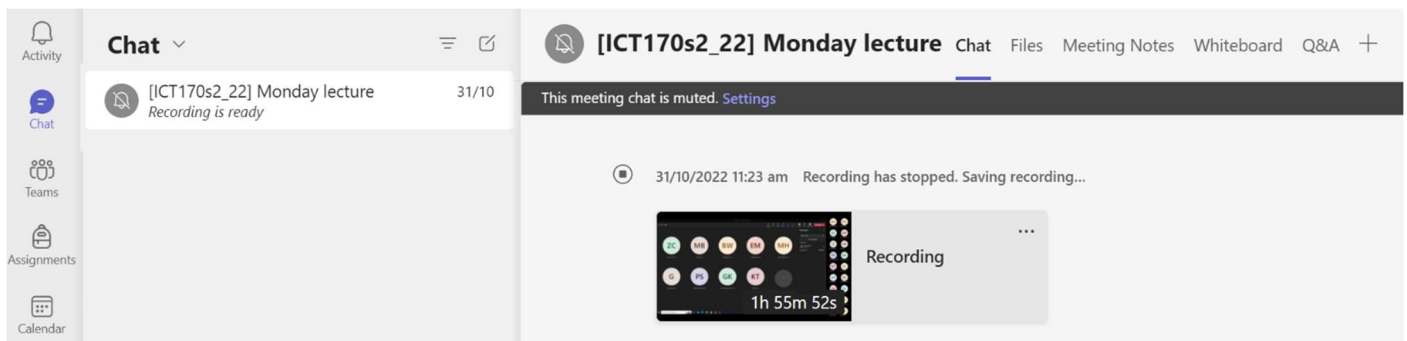 Activity
Chat
Teams
Assignments
Calendar
Chat
[ICT170s2_22] Monday lecture 31/10
Recording is ready
[ICT170s2_22] Monday lecture Chat Files Meeting Notes Whiteboard Q&A
This meeting chat is muted. Settings
31/10/2022 11:23 am Recording has stopped. Saving recording...
ZC MB BW EM MH
G PS GK KT
1h 55m 52s
Recording